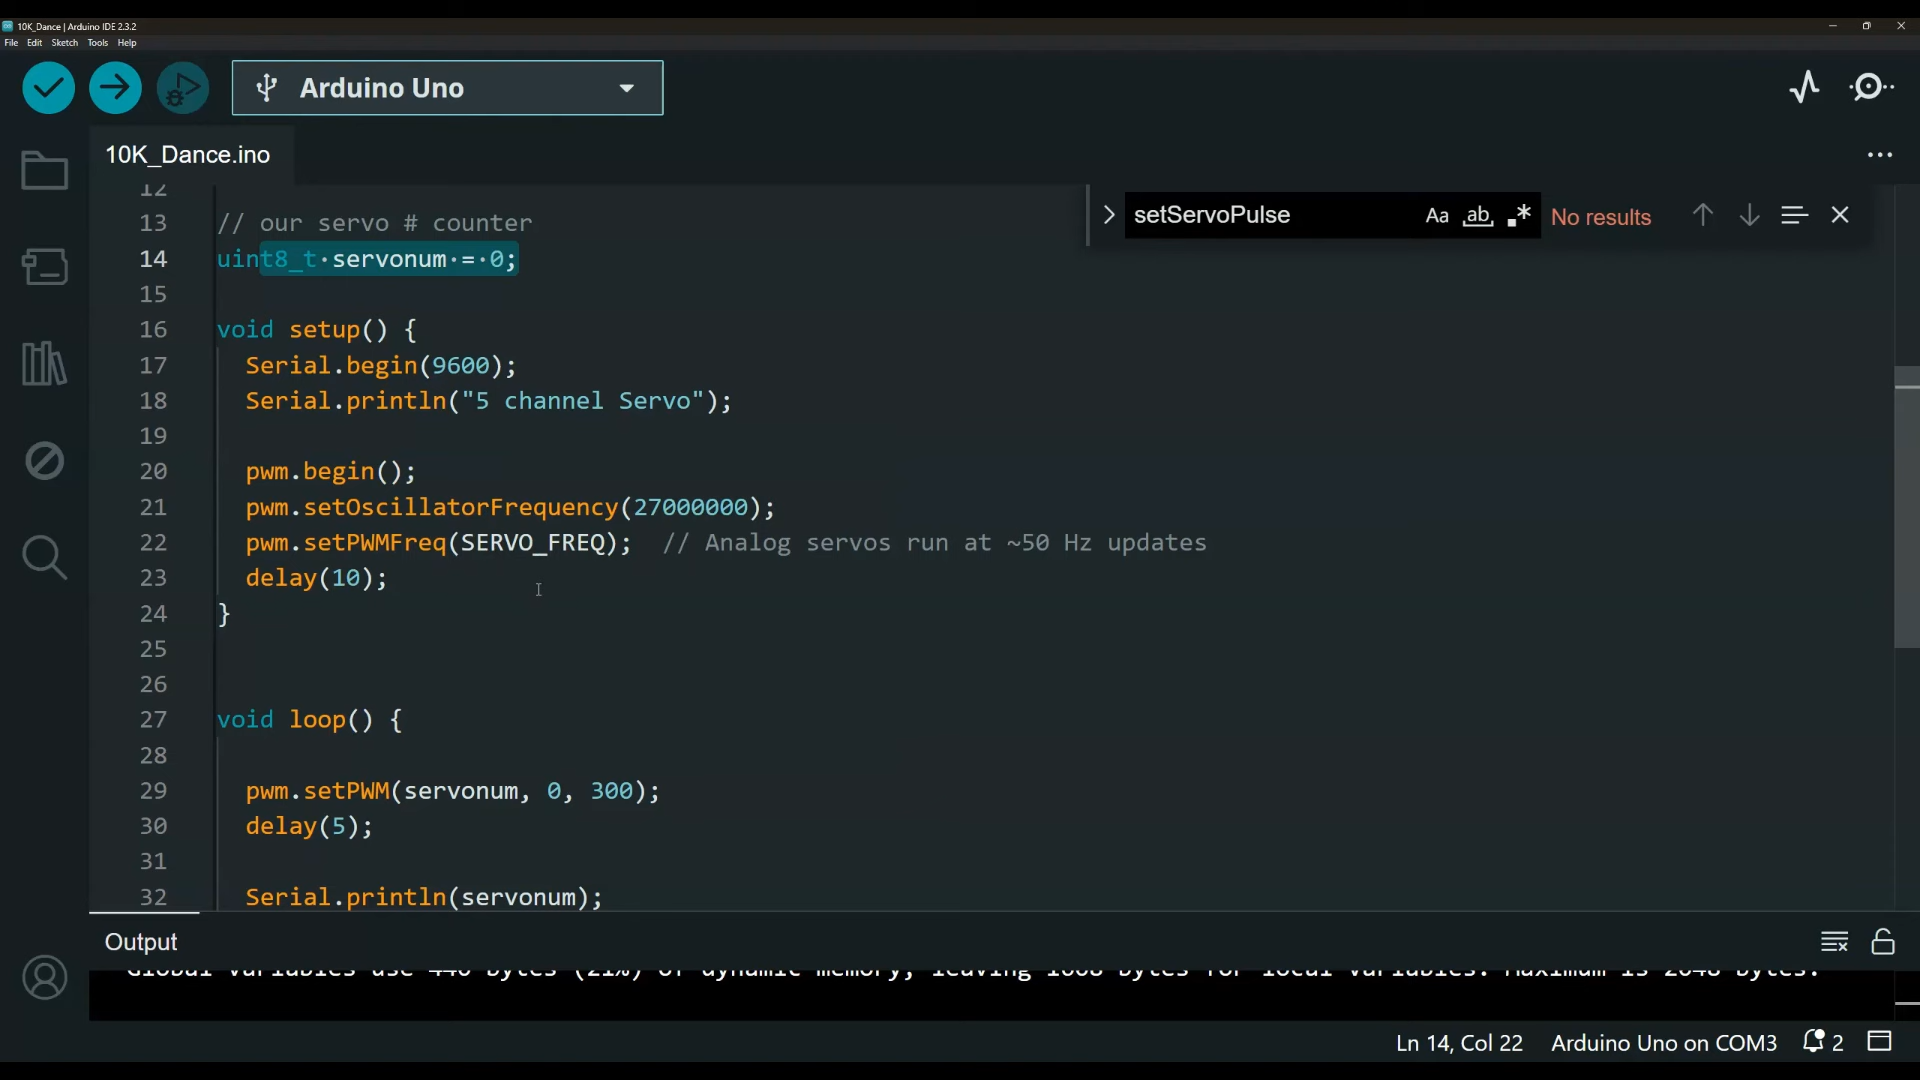 10K_Dance | Arduino IDE 2.3.2
File Edit Sketch Tools Help
Arduino Uno
10K_Dance.ino
setServoPulse Aa ab .* No results
12
13 // our servo # counter
14 uint8_t·servonum·=·0;
15
16 void setup() {
17 Serial.begin(9600);
18 Serial.println("5 channel Servo");
19
20 pwm.begin();
21 pwm.setOscillatorFrequency(27000000);
22 pwm.setPWMFreq(SERVO_FREQ); // Analog servos run at ~50 Hz updates
23 delay(10);
24 }
25
26
27 void loop() {
28
29 pwm.setPWM(servonum, 0, 300);
30 delay(5);
31
32 Serial.println(servonum);
Output
Global variables use 446 bytes (21%) of dynamic memory, leaving 1608 bytes for local variables. Maximum is 2048 bytes.
Ln 14, Col 22 Arduino Uno on COM3 2